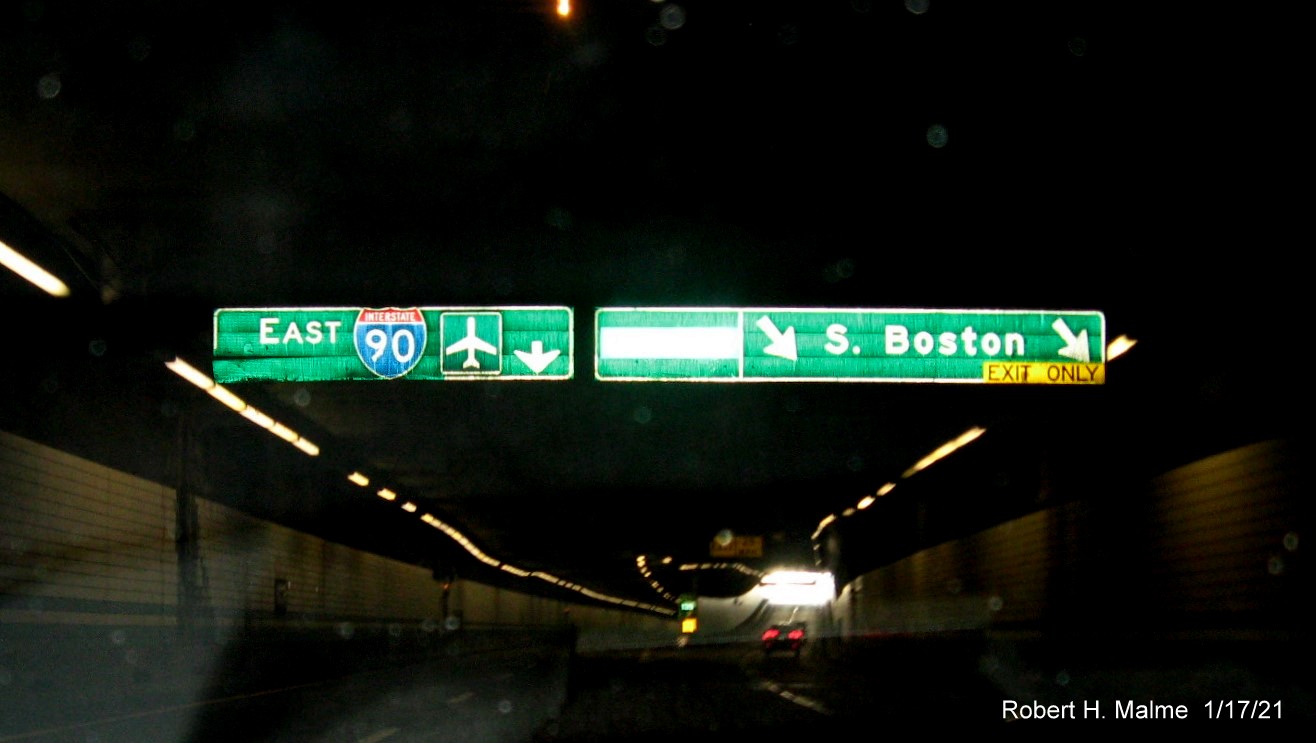 EAST INTERSTATE 90
S. Boston
EXIT ONLY
Robert H. Malme 1/17/21